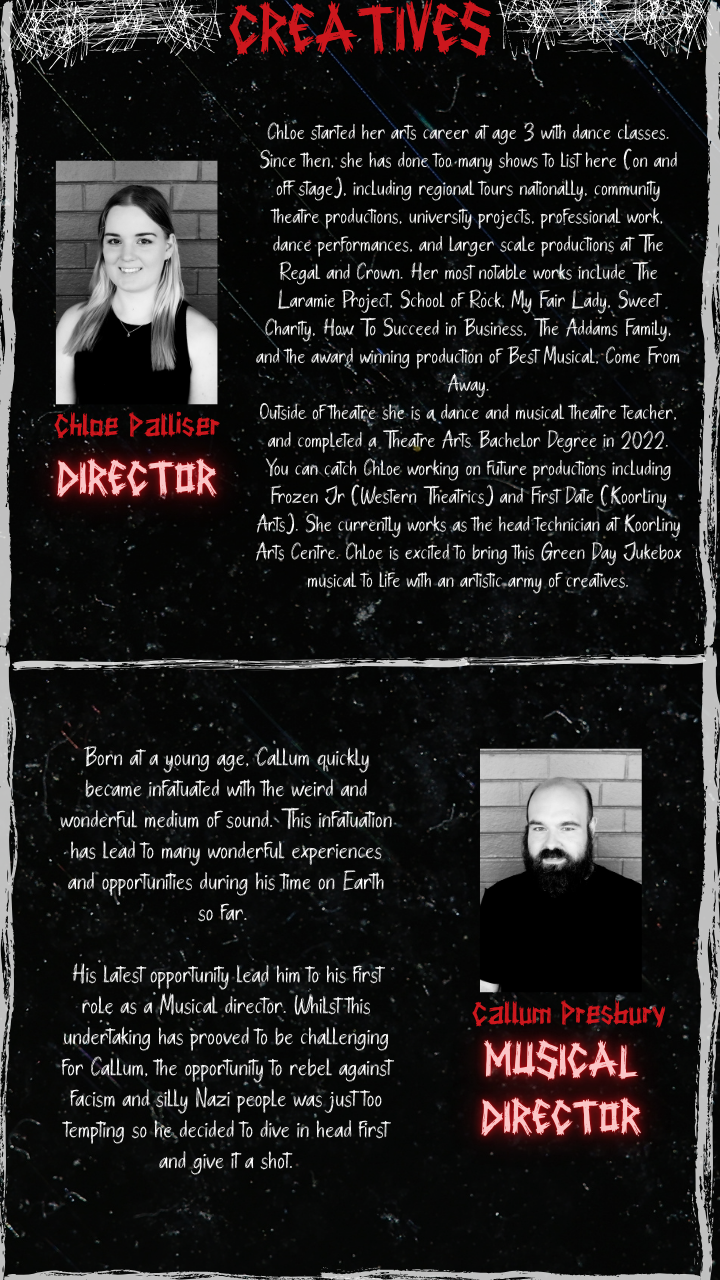 CREATIVES
Chloe started her arts career at age 3 with dance classes.
Since then, she has done too many shows to list here (on and
off stage), including regional tours nationally, community
theatre productions, university projects, professional work,
dance performances, and larger scale productions at The
Regal and Crown. Her most notable works include The
Laramie Project, School of Rock, My Fair Lady, Sweet
Charity, How To Succeed in Business, The Addams Family,
and the award winning production of Best Musical, Come From
Away.
Outside of theatre she is a dance and musical theatre teacher,
and completed a Theatre Arts Bachelor Degree in 2022.
You can catch Chloe working on future productions including
Frozen Jr (Western Theatrics) and First Date (Koorliny
Arts). She currently works as the head technician at Koorliny
Arts Centre. Chloe is excited to bring this Green Day Jukebox
musical to life with an artistic army of creatives.
Chloe Palliser
DIRECTOR
Born at a young age, Callum quickly
became infatuated with the weird and
wonderful medium of sound. This infatuation
has lead to many wonderful experiences
and opportunities during his time on Earth
so far.
His latest opportunity lead him to his first
role as a Musical director. Whilst this
undertaking has prooved to be challenging
for Callum, the opportunity to rebel against
Facism and silly Nazi people was just too
tempting so he decided to dive in head first
and give it a shot.
Callum Presbury
MUSICAL
DIRECTOR